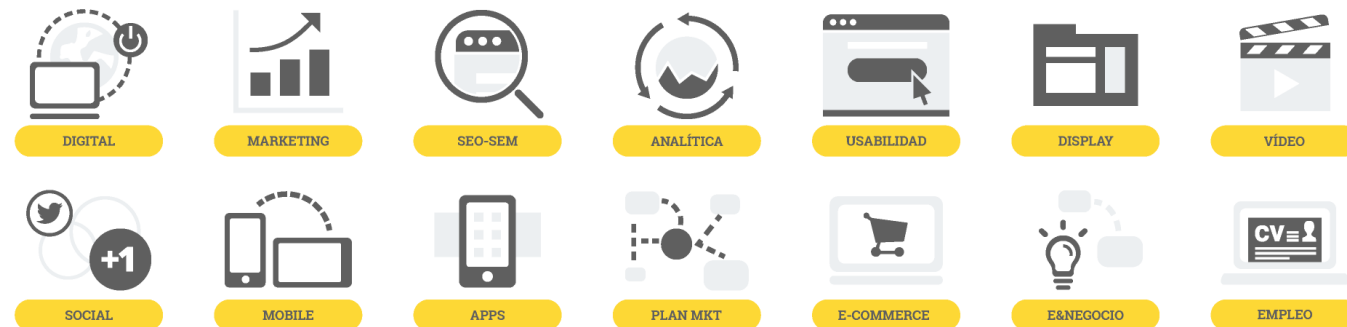 DIGITAL
MARKETING
SEO-SEM
ANALÍTICA
USABILIDAD
DISPLAY
VÍDEO
+1
CV
SOCIAL
MOBILE
APPS
PLAN MKT
E-COMMERCE
E&NEGOCIO
EMPLEO